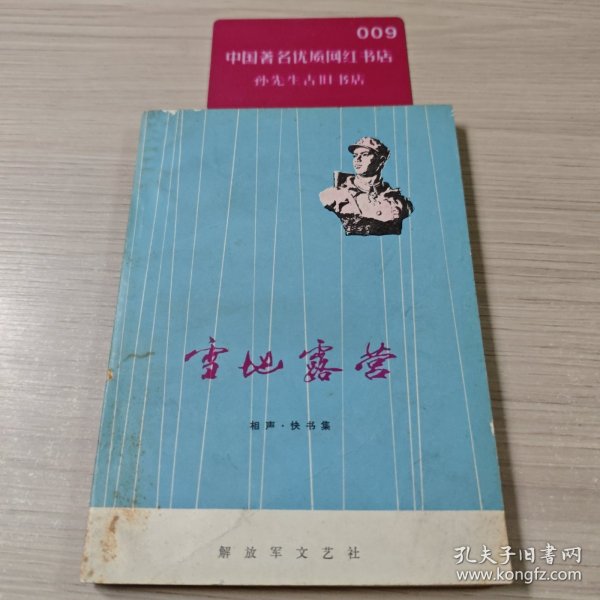 009
中国著名优质网红书店
孙先生古旧书店
雪地露营
相声·快书集
解放军文艺社
孔夫子旧书网
www.kongfz.com